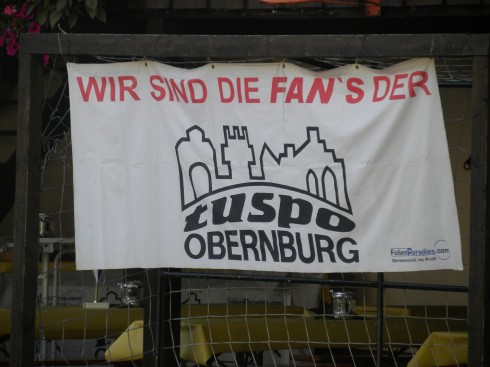 WIR SIND DIE FAN`S DER
tuspo
OBERNBURG
FolienParadies.com